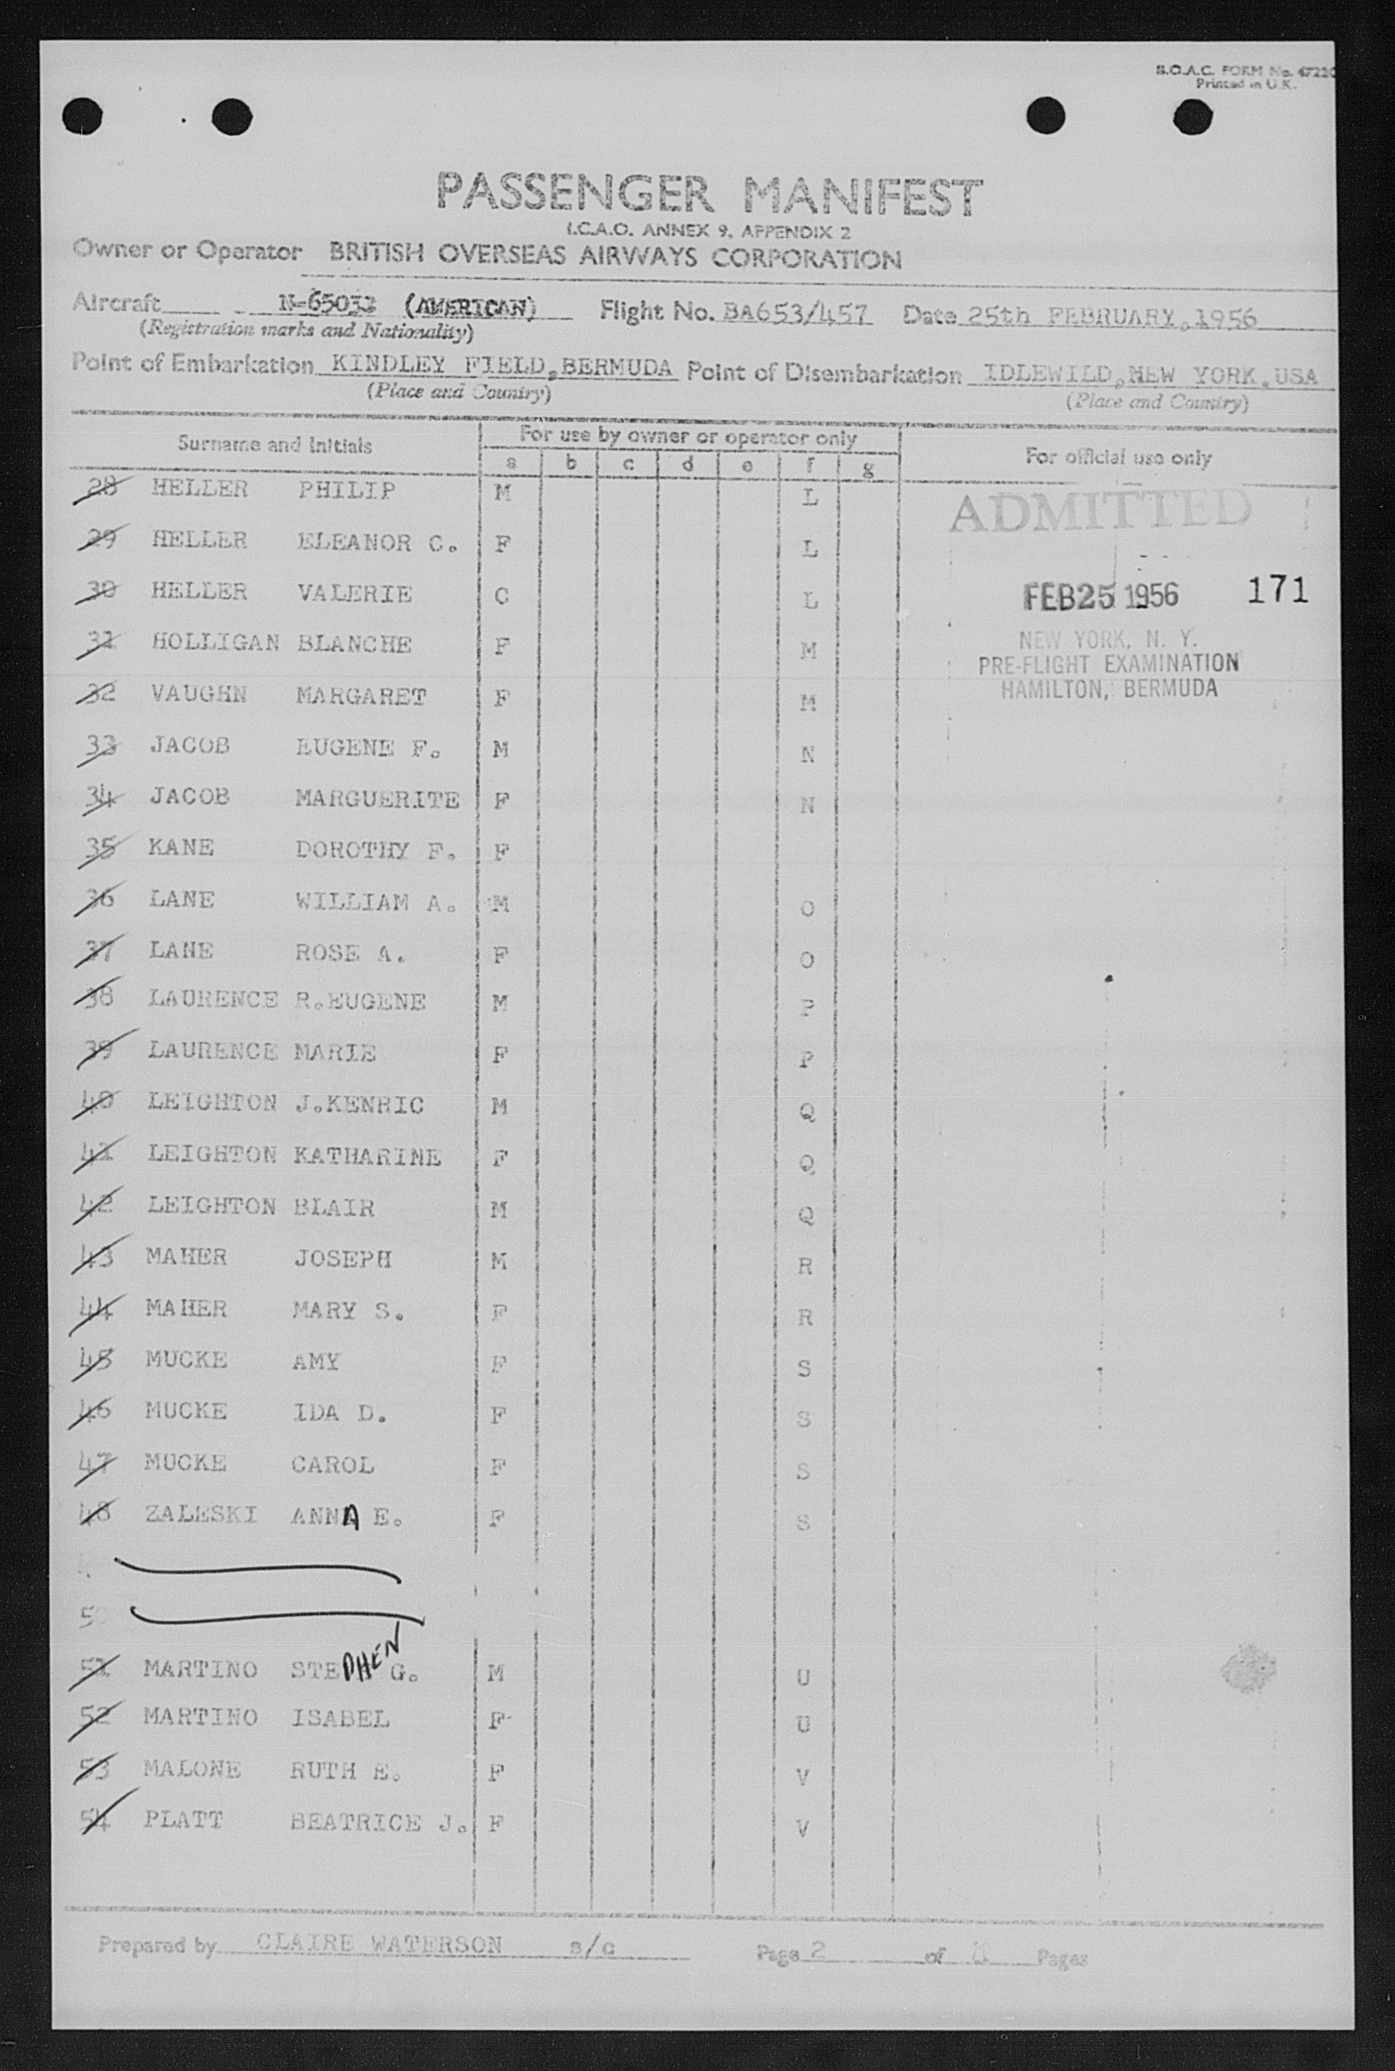 B.O.A.C. FORM No.
Printed in U.K.
PASSENGER MANIFEST
I.C.A.O. ANNEX 9, APPENDIX 2
Owner or Operator BRITISH OVERSEAS AIRWAYS CORPORATION
Aircraft N-65032 (AMERICAN) Flight No. BA653/457 Date 25th FEBRUARY, 1956
(Registration marks and Nationality)
Point of Embarkation KINDLEY FIELD, BERMUDA Point of Disembarkation IDLEWILD, NEW YORK. USA
(Place and Country) (Place and Country)
Surname and Initials For use by owner or operator only For official use only
a b c d e f g
28 HELLER PHILIP M L
ADMITTED
29 HELLER ELEANOR C. F L
30 HELLER VALERIE C L
FEB 25 1956 171
31 HOLLIGAN BLANCHE F M
NEW YORK, N. Y.
PRE-FLIGHT EXAMINATION
HAMILTON, BERMUDA
32 VAUGHN MARGARET F M
33 JACOB EUGENE F. M N
34 JACOB MARGUERITE F N
35 KANE DOROTHY F. F
36 LANE WILLIAM A. M O
37 LANE ROSE A. F O
38 LAURENCE R.EUGENE M P
39 LAURENCE MARIE F P
40 LEIGHTON J.KENRIC M Q
41 LEIGHTON KATHARINE F Q
42 LEIGHTON BLAIR M Q
43 MAHER JOSEPH M R
44 MAHER MARY S. F R
45 MUCKE AMY F S
46 MUCKE IDA D. F S
47 MUCKE CAROL F S
48 ZALESKI ANNA E. F S
51 MARTINO STEPHEN G. M U
52 MARTINO ISABEL F U
53 MALONE RUTH E. F V
54 PLATT BEATRICE J. F V
Prepared by CLAIRE WATERSON s/c Page 2 of Pages